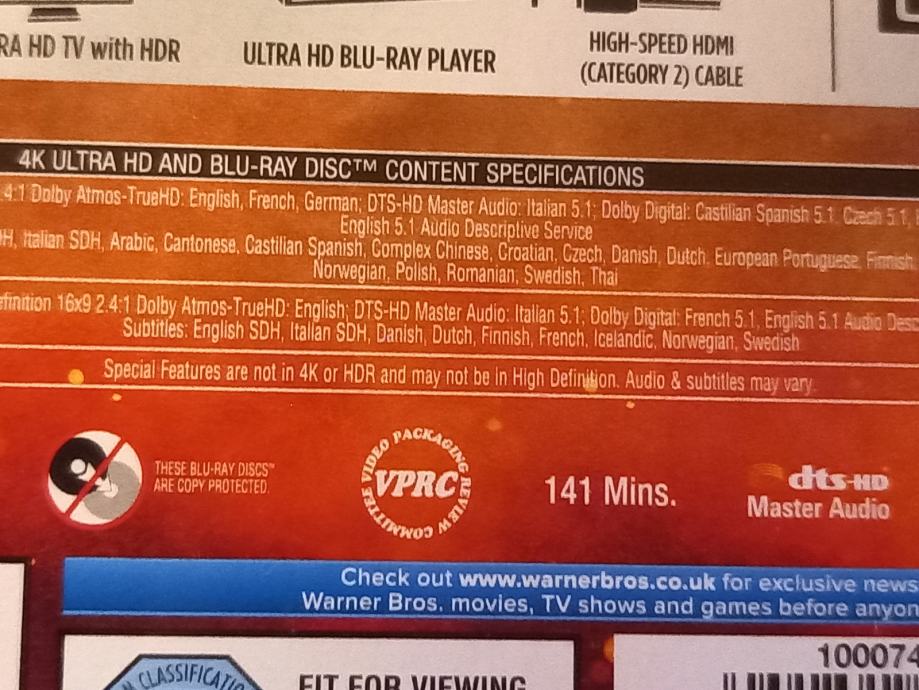 RA HD TV with HDR
ULTRA HD BLU-RAY PLAYER
HIGH-SPEED HDMI
(CATEGORY 2) CABLE
4K ULTRA HD AND BLU-RAY DISC™ CONTENT SPECIFICATIONS
4:1 Dolby Atmos-TrueHD: English, French, German; DTS-HD Master Audio: Italian 5.1; Dolby Digital: Castilian Spanish 5.1, Czech 5.1,
English 5.1 Audio Descriptive Service
H, Italian SDH, Arabic, Cantonese, Castilian Spanish, Complex Chinese, Croatian, Czech, Danish, Dutch, European Portuguese, Finnish,
Norwegian, Polish, Romanian, Swedish, Thai
efinition 16x9 2.4:1 Dolby Atmos-TrueHD: English; DTS-HD Master Audio: Italian 5.1; Dolby Digital: French 5.1, English 5.1 Audio Des
Subtitles: English SDH, Italian SDH, Danish, Dutch, Finnish, French, Icelandic, Norwegian, Swedish
Special Features are not in 4K or HDR and may not be in High Definition. Audio & subtitles may vary.
THESE BLU-RAY DISCS™
ARE COPY PROTECTED.
VIDEO PACKAGING REVIEW COMMITTEE
VPRC
141 Mins.
dts-HD
Master Audio
Check out www.warnerbros.co.uk for exclusive news
Warner Bros. movies, TV shows and games before anyon
N CLASSIFICATI
FIT FOR VIEWING
100074